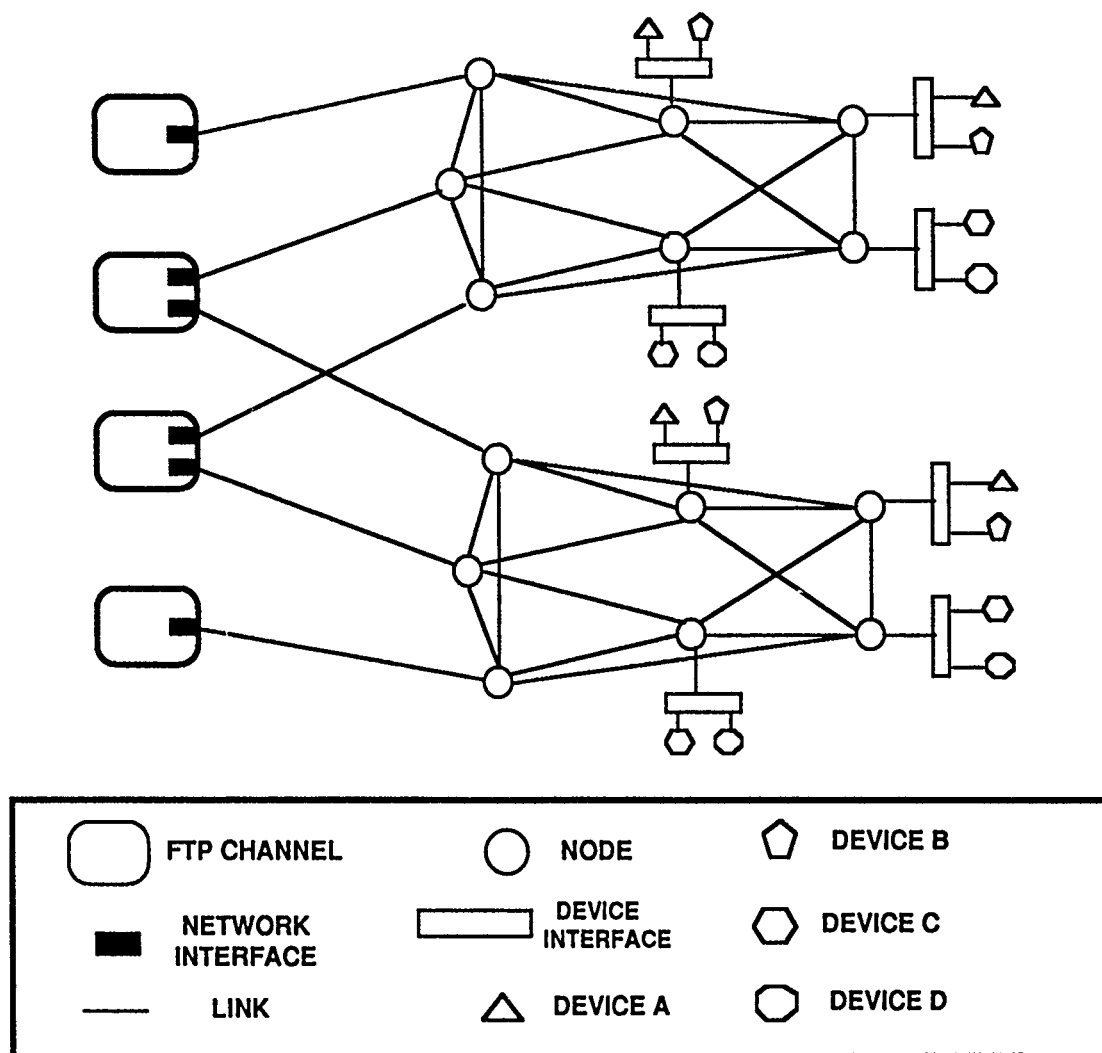 FTP CHANNEL
NODE
DEVICE B
NETWORK
INTERFACE
DEVICE
INTERFACE
DEVICE C
LINK
DEVICE A
DEVICE D